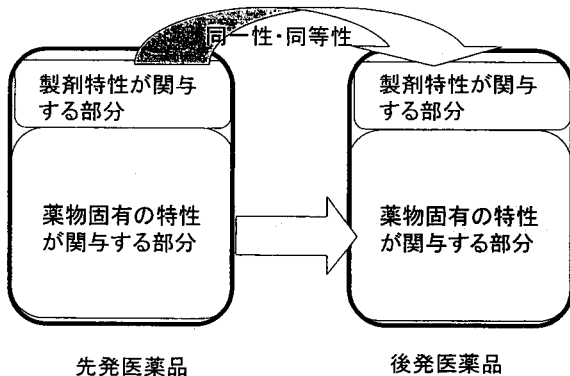 同一性・同等性
製剤特性が関与
する部分
製剤特性が関与
する部分
薬物固有の特性
が関与する部分
薬物固有の特性
が関与する部分
先発医薬品
後発医薬品